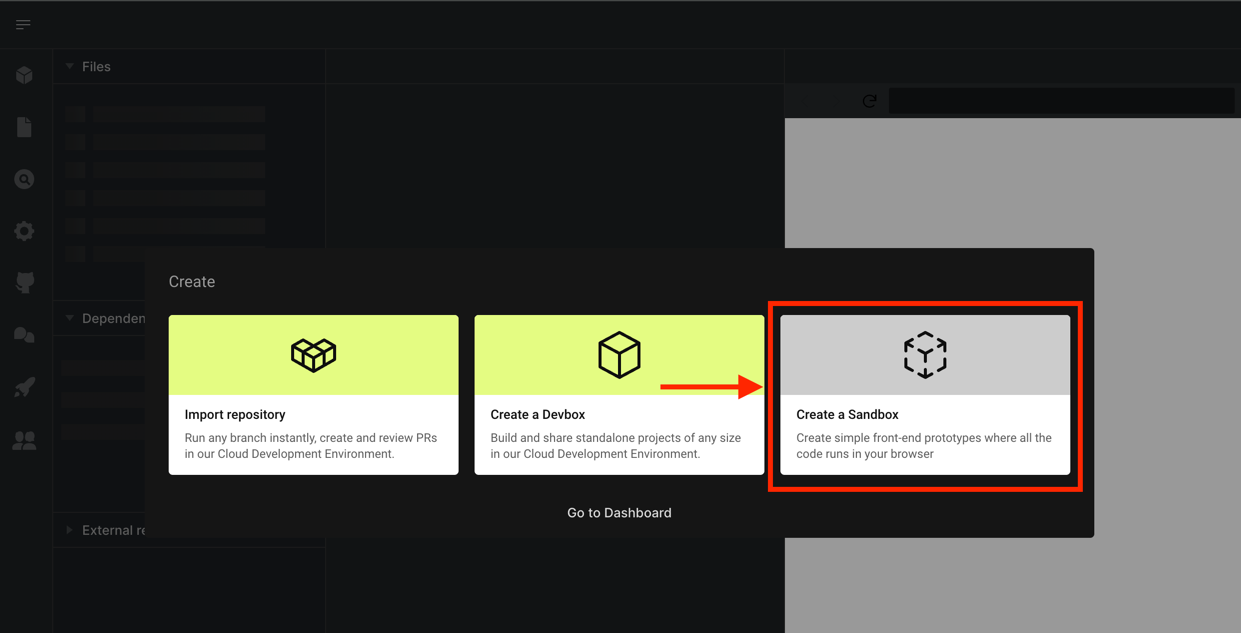 Files
Create
Dependen
Import repository
Run any branch instantly, create and review PRs
in our Cloud Development Environment.
Create a Devbox
Build and share standalone projects of any size
in our Cloud Development Environment.
Create a Sandbox
Create simple front-end prototypes where all the
code runs in your browser
Go to Dashboard
External re